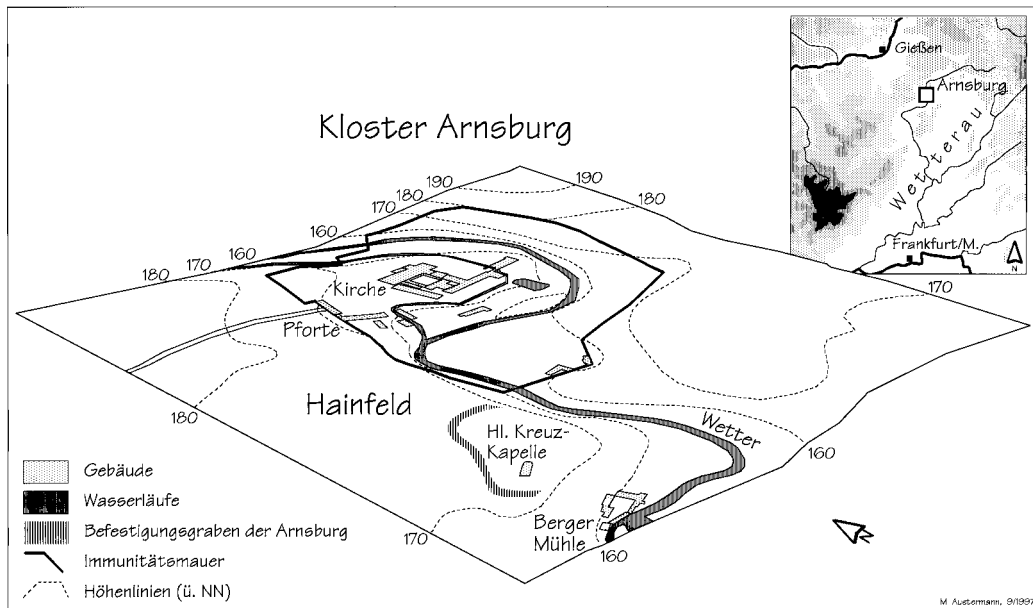 Kloster Arnsburg
Gießen
Arnsburg
Wetterau
Frankfurt/M.
N
190
180
170
160
160
170
180
190
180
170
Kirche
Pforte
180
Hainfeld
Hl. Kreuz-
Kapelle
Wetter
160
Berger
Mühle
170
160
N
Gebäude
Wasserläufe
Befestigungsgraben der Arnsburg
Immunitätsmauer
Höhenlinien (ü. NN)
M. Austermann, 9/1997